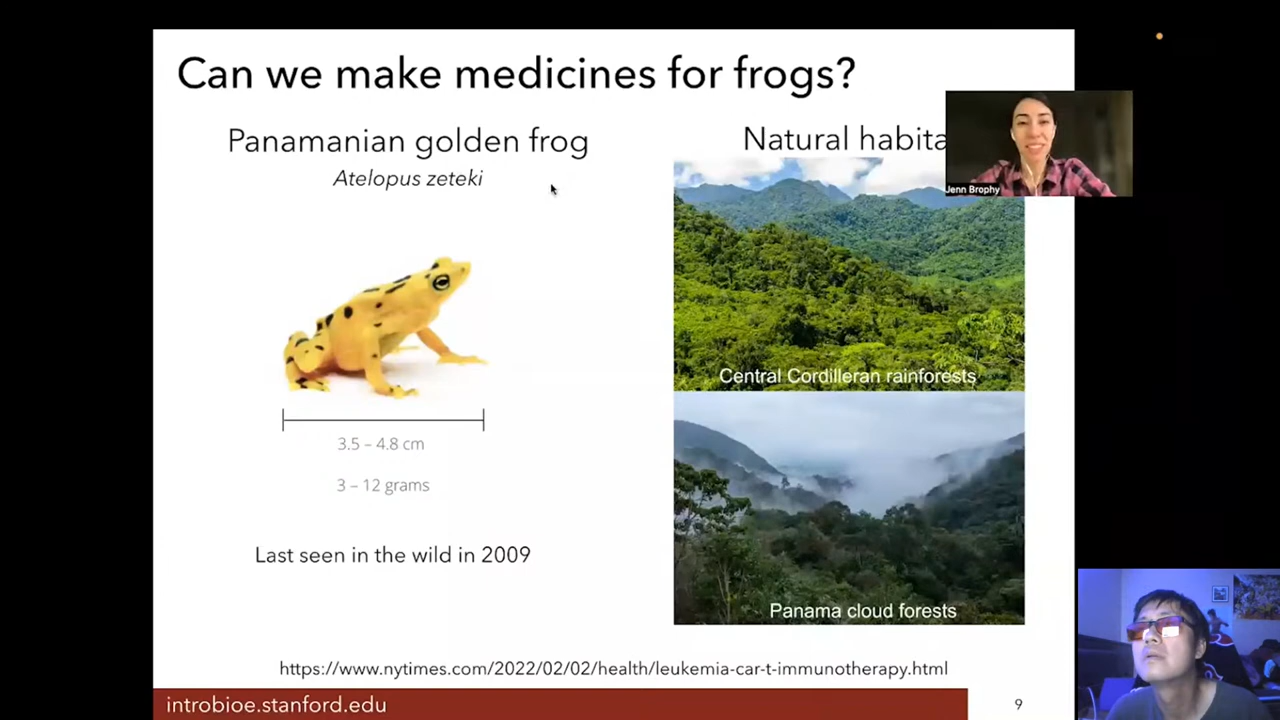 Can we make medicines for frogs?
Panamanian golden frog
Atelopus zeteki
3.5 – 4.8 cm
3 – 12 grams
Last seen in the wild in 2009
Natural habita
Jenn Brophy
Central Cordilleran rainforests
Panama cloud forests
https://www.nytimes.com/2022/02/02/health/leukemia-car-t-immunotherapy.html
introbioe.stanford.edu
9